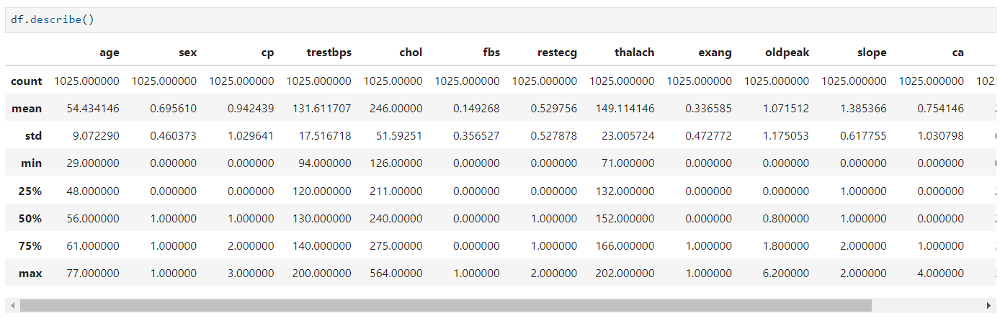 df.describe()
age sex cp trestbps chol fbs restecg thalach exang oldpeak slope ca
count 1025.000000 1025.000000 1025.000000 1025.000000 1025.00000 1025.000000 1025.000000 1025.000000 1025.000000 1025.000000 1025.000000 1025.000000 1025
mean 54.434146 0.695610 0.942439 131.611707 246.00000 0.149268 0.529756 149.114146 0.336585 1.071512 1.385366 0.754146
std 9.072290 0.460373 1.029641 17.516718 51.59251 0.356527 0.527878 23.005724 0.472772 1.175053 0.617755 1.030798
min 29.000000 0.000000 0.000000 94.000000 126.00000 0.000000 0.000000 71.000000 0.000000 0.000000 0.000000 0.000000
25% 48.000000 0.000000 0.000000 120.000000 211.00000 0.000000 0.000000 132.000000 0.000000 0.000000 1.000000 0.000000
50% 56.000000 1.000000 1.000000 130.000000 240.00000 0.000000 1.000000 152.000000 0.000000 0.800000 1.000000 0.000000
75% 61.000000 1.000000 2.000000 140.000000 275.00000 0.000000 1.000000 166.000000 1.000000 1.800000 2.000000 1.000000
max 77.000000 1.000000 3.000000 200.000000 564.00000 1.000000 2.000000 202.000000 1.000000 6.200000 2.000000 4.000000